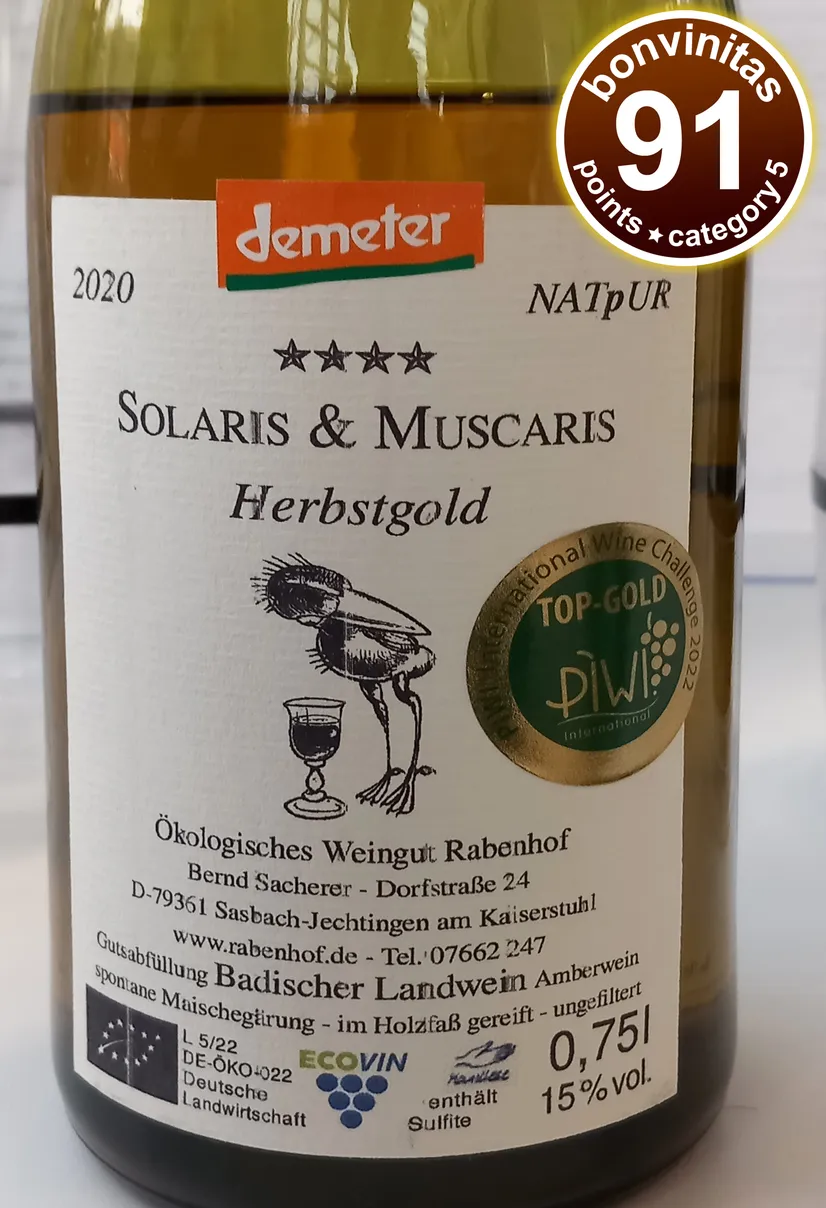 bonvinitas
91
points ★ category 5
demeter
2020
NATpUR
SOLARIS & MUSCARIS
Herbstgold
PIWI International Wine Challenge 2022
TOP-GOLD
PIWI
International
Ökologisches Weingut Rabenhof
Bernd Sacherer - Dorfstraße 24
D-79361 Sasbach-Jechtingen am Kaiserstuhl
www.rabenhof.de - Tel. 07662 247
Gutsabfüllung Badischer Landwein Amberwein
spontane Maischegärung - im Holzfaß gereift - ungefiltert
L 5/22
DE-ÖKO-022
Deutsche
Landwirtschaft
ECOVIN
Handlese
enthält
Sulfite
0,75l
15%vol.